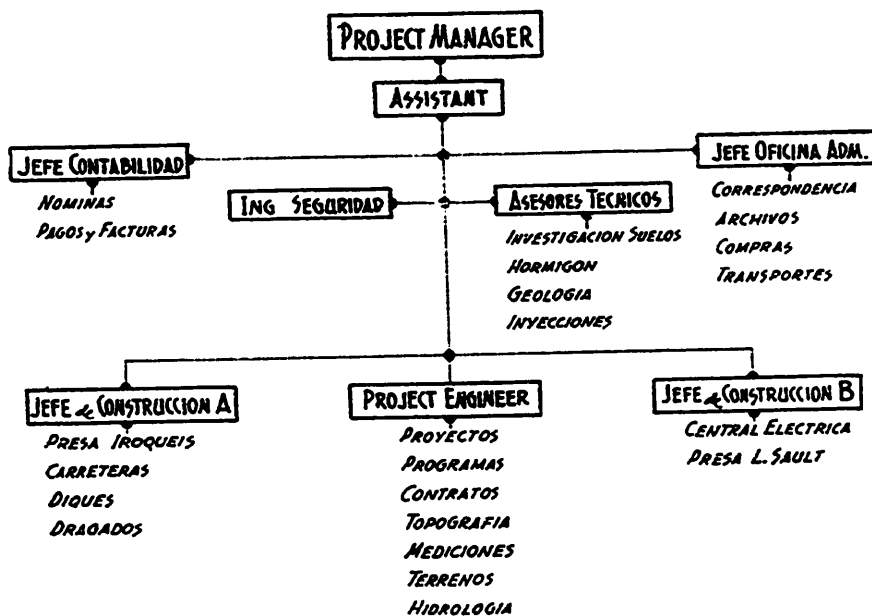 PROJECT MANAGER
ASSISTANT
JEFE CONTABILIDAD
NOMINAS
PAGOS y FACTURAS
JEFE OFICINA ADM.
CORRESPONDENCIA
ARCHIVOS
COMPRAS
TRANSPORTES
ING SEGURIDAD
ASESORES TECNICOS
INVESTIGACION SUELOS
HORMIGON
GEOLOGIA
INYECCIONES
JEFE de CONSTRUCCION A
PRESA IROQUEIS
CARRETERAS
DIQUES
DRAGADOS
PROJECT ENGINEER
PROYECTOS
PROGRAMAS
CONTRATOS
TOPOGRAFIA
MEDICIONES
TERRENOS
HIDROLOGIA
JEFE de CONSTRUCCION B
CENTRAL ELECTRICA
PRESA L. SAULT